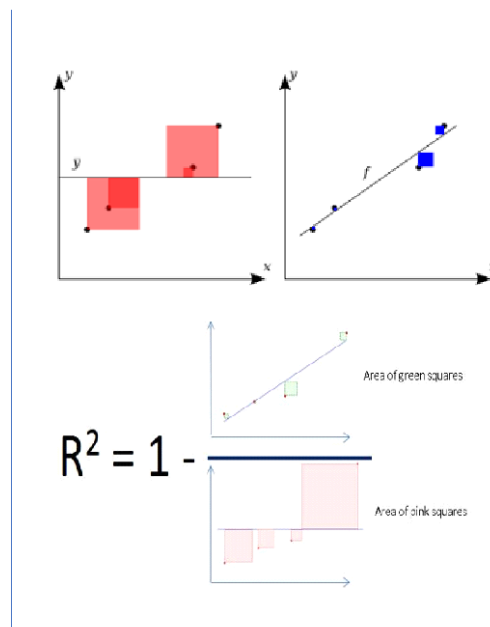 y
y
y
f
x
Area of green squares
R² = 1 -
Area of pink squares